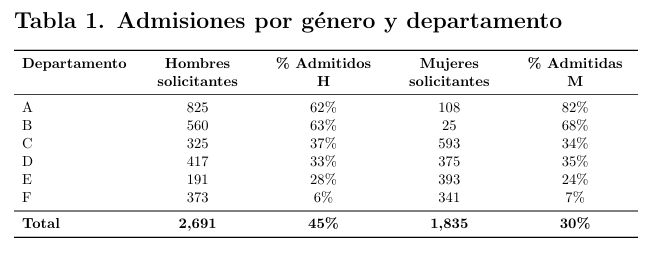 Tabla 1. Admisiones por género y departamento
Departamento Hombres solicitantes % Admitidos H Mujeres solicitantes % Admitidas M
A 825 62% 108 82%
B 560 63% 25 68%
C 325 37% 593 34%
D 417 33% 375 35%
E 191 28% 393 24%
F 373 6% 341 7%
Total 2,691 45% 1,835 30%